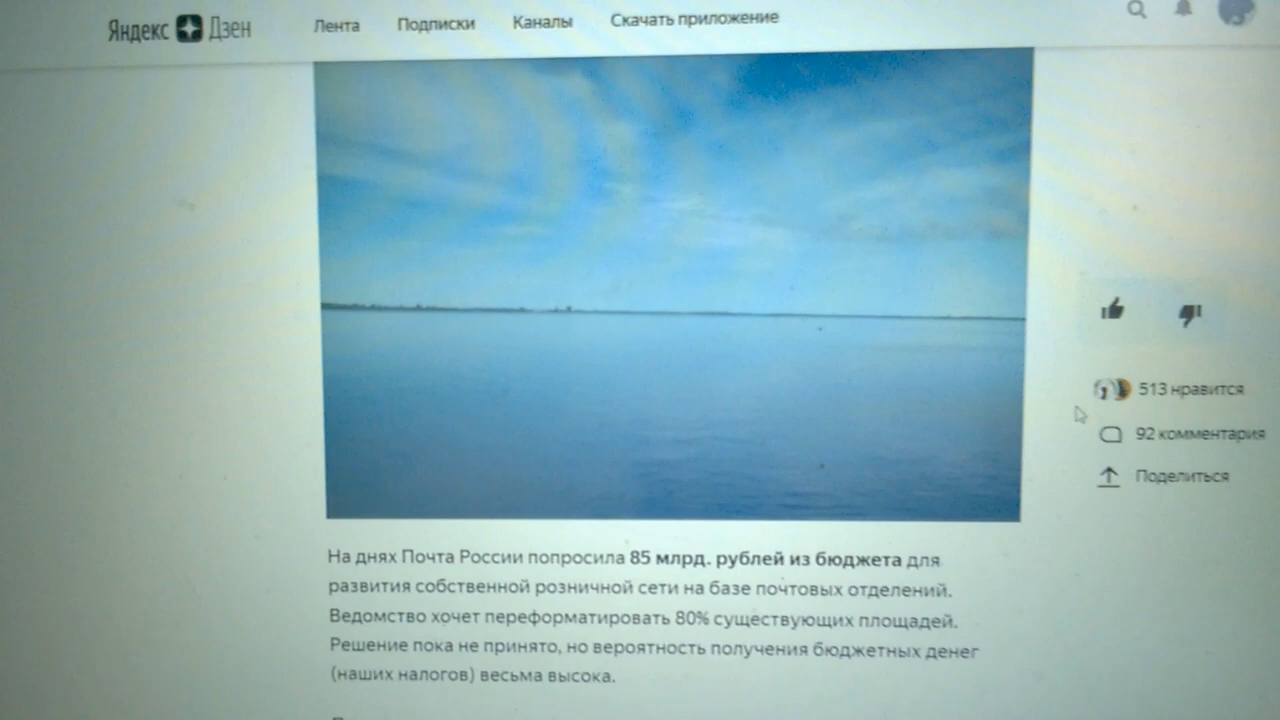 Яндекс Дзен Лента Подписки Каналы Скачать приложение
513 нравится
92 комментария
Поделиться
На днях Почта России попросила 85 млрд. рублей из бюджета для
развития собственной розничной сети на базе почтовых отделений.
Ведомство хочет переформатировать 80% существующих площадей.
Решение пока не принято, но вероятность получения бюджетных денег
(наших налогов) весьма высока.